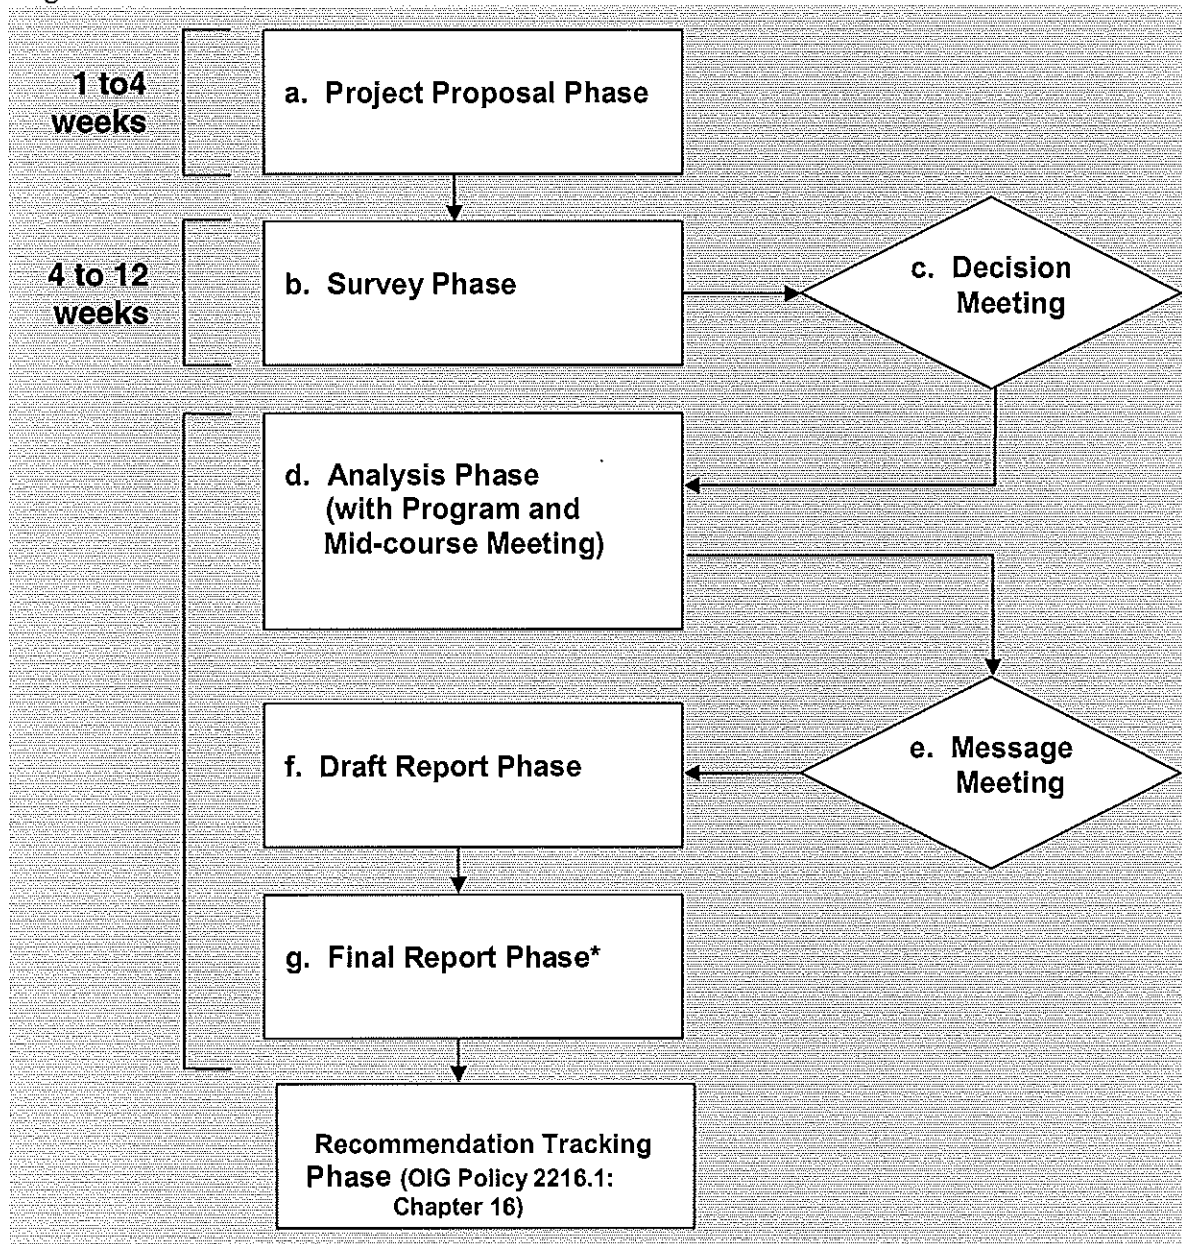 1 to4
weeks
a. Project Proposal Phase
4 to 12
weeks
b. Survey Phase
c. Decision
Meeting
d. Analysis Phase
(with Program and
Mid-course Meeting)
e. Message
Meeting
f. Draft Report Phase
g. Final Report Phase*
Recommendation Tracking
Phase (OIG Policy 2216.1:
Chapter 16)